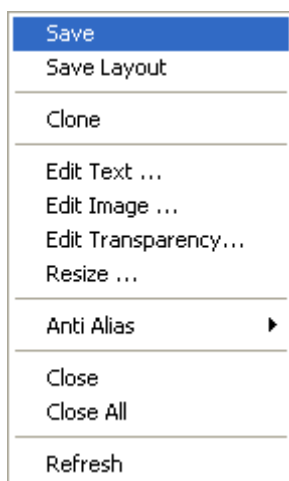 Save
Save Layout
Clone
Edit Text ...
Edit Image ...
Edit Transparency...
Resize ...
Anti Alias
Close
Close All
Refresh